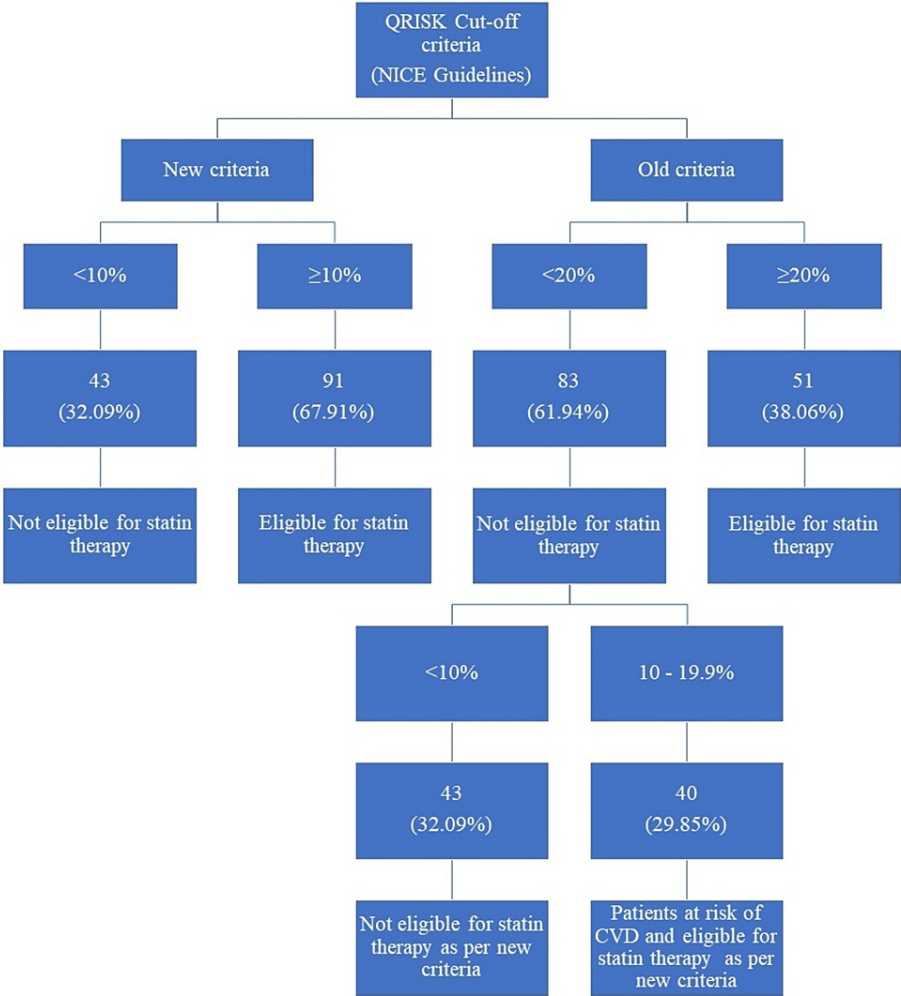 QRISK Cut-off
criteria
(NICE Guidelines)
New criteria
Old criteria
<10%
≥10%
<20%
≥20%
43
(32.09%)
91
(67.91%)
83
(61.94%)
51
(38.06%)
Not eligible for statin
therapy
Eligible for statin
therapy
Not eligible for statin
therapy
Eligible for statin
therapy
<10%
10 - 19.9%
43
(32.09%)
40
(29.85%)
Not eligible for statin
therapy as per new
criteria
Patients at risk of
CVD and eligible for
statin therapy as per
new criteria